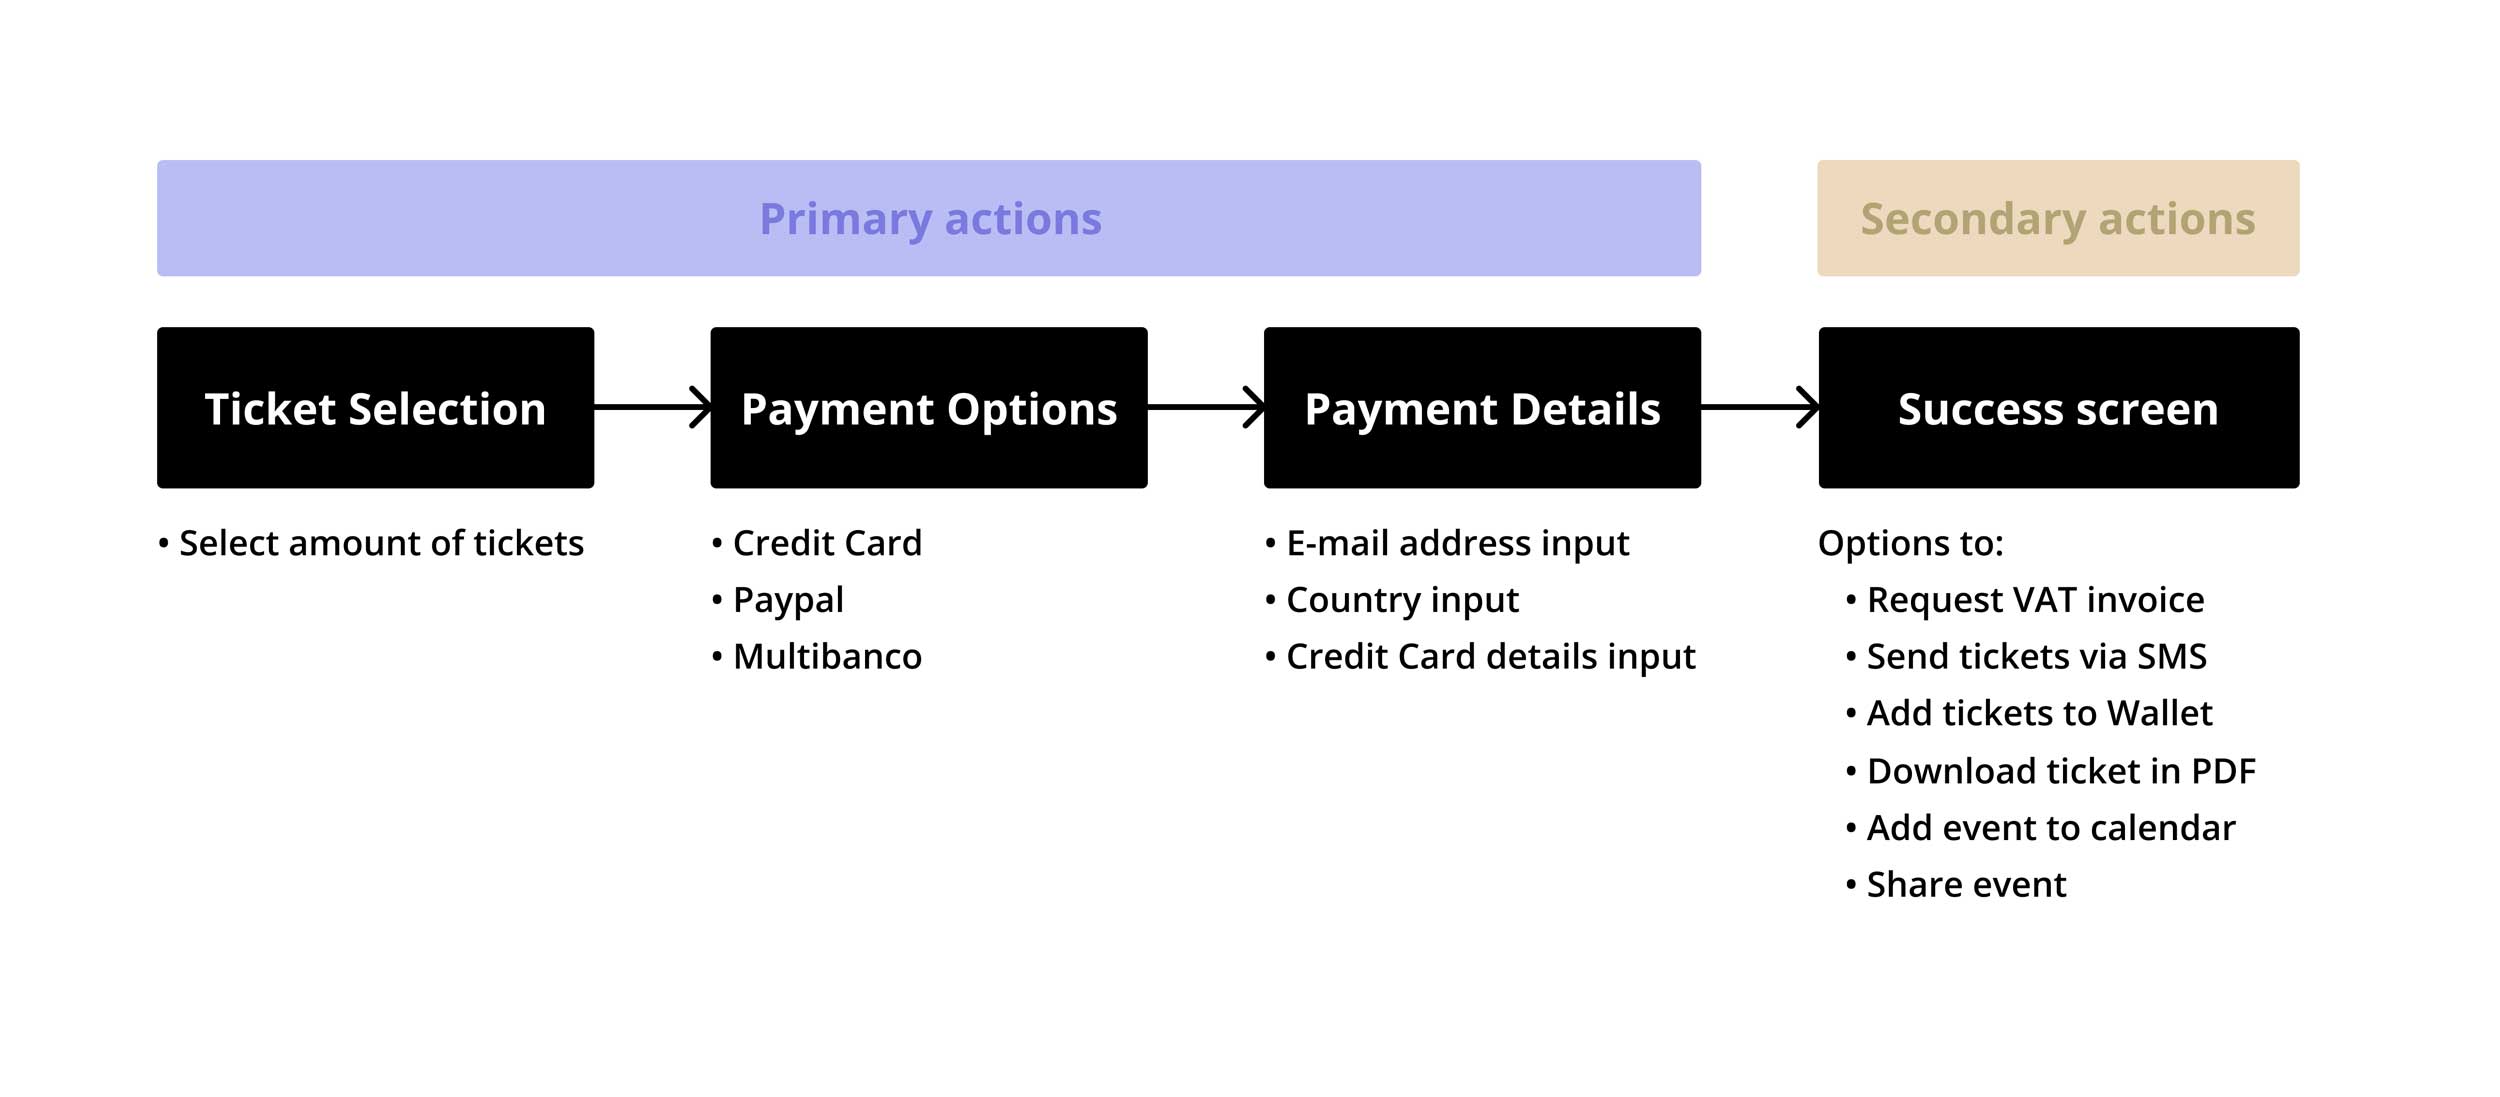 Primary actions
Secondary actions
Ticket Selection
Payment Options
Payment Details
Success screen
• Select amount of tickets
• Credit Card
• Paypal
• Multibanco
• E-mail address input
• Country input
• Credit Card details input
Options to:
• Request VAT invoice
• Send tickets via SMS
• Add tickets to Wallet
• Download ticket in PDF
• Add event to calendar
• Share event